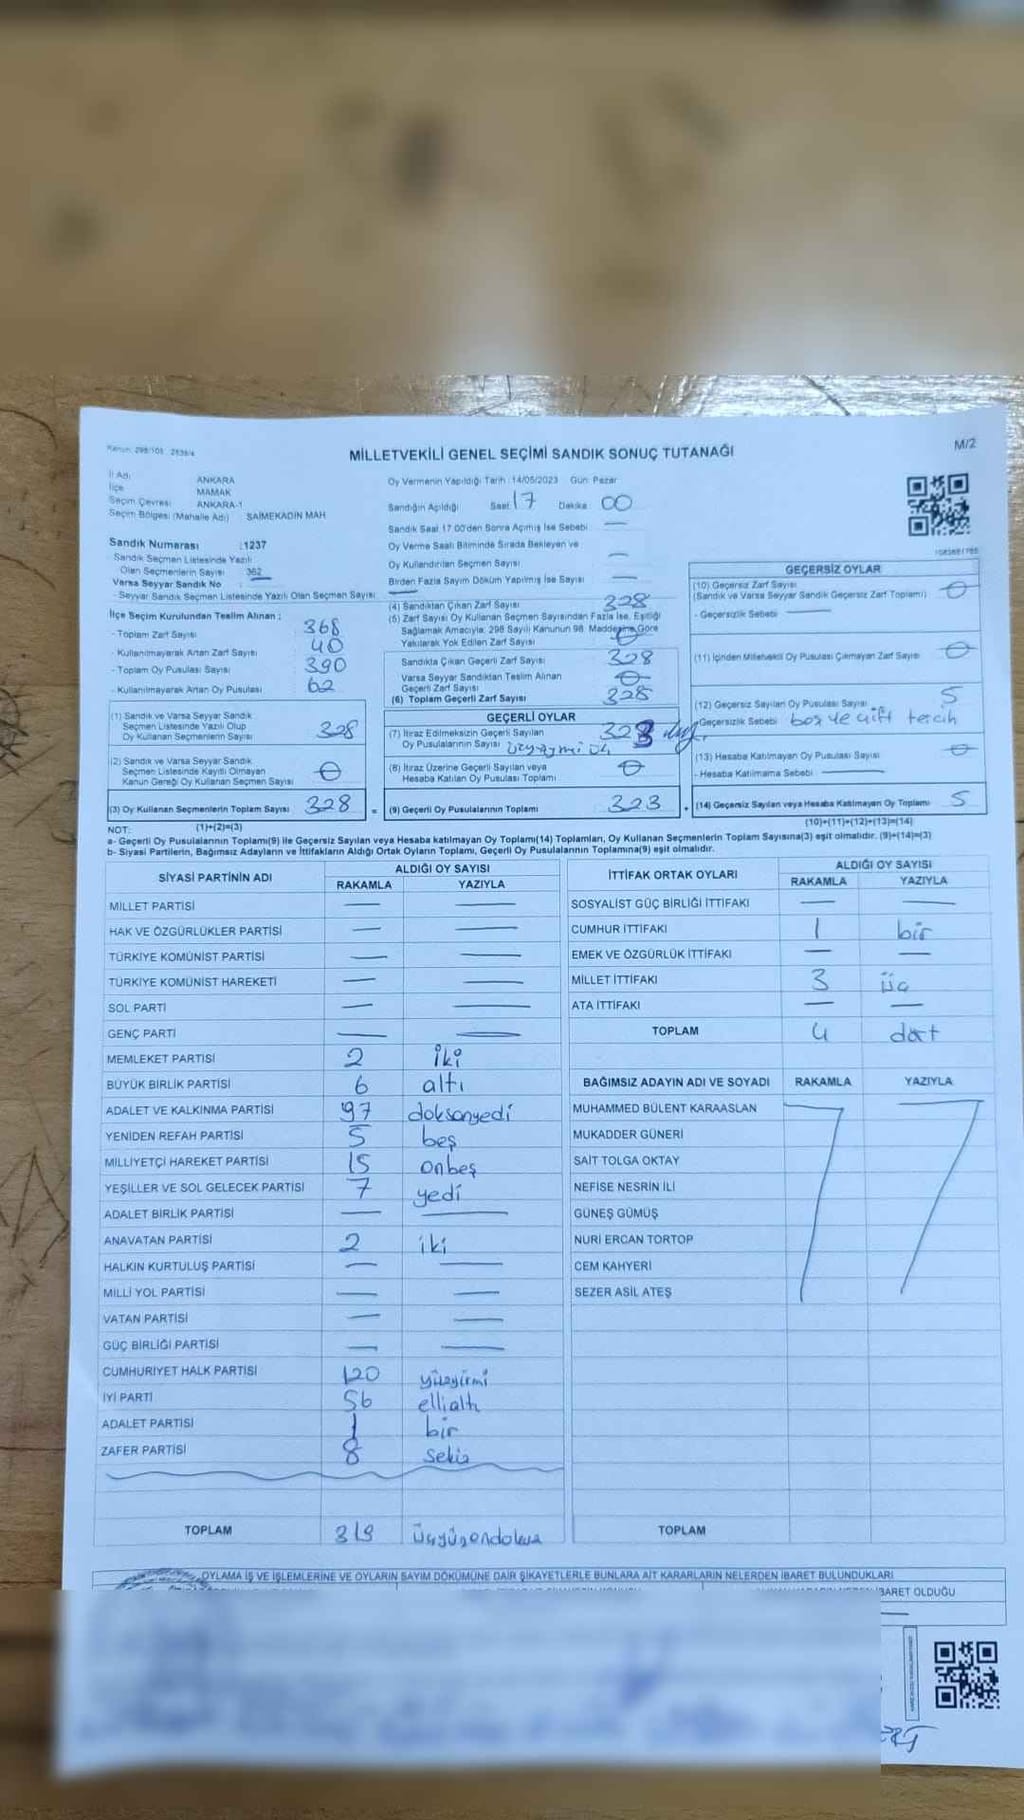 Kanun: 298/105
M/2
MİLLETVEKİLİ GENEL SEÇİMİ SANDIK SONUÇ TUTANAĞI
İl Adı ANKARA
İlçe MAMAK
Seçim Çevresi ANKARA-1
Seçim Bölgesi (Mahalle Adı) SAİMEKADIN MAH
Sandık Numarası :1237
Sandık Seçmen Listesinde Yazılı
Olan Seçmenlerin Sayısı 362
Varsa Seyyar Sandık No
- Seyyar Sandık Seçmen Listesinde Yazılı Olan Seçmen Sayısı
İlçe Seçim Kurulundan Teslim Alınan ;
- Toplam Zarf Sayısı 368
- Kullanılmayarak Artan Zarf Sayısı 40
- Toplam Oy Pusulası Sayısı 390
- Kullanılmayarak Artan Oy Pusulası 62
(1) Sandık ve Varsa Seyyar Sandık
Seçmen Listesinde Yazılı Olup
Oy Kullanan Seçmenlerin Sayısı 328
(2) Sandık ve Varsa Seyyar Sandık
Seçmen Listesinde Kayıtlı Olmayan
Kanun Gereği Oy Kullanan Seçmen Sayısı 0
(3) Oy Kullanan Seçmenlerin Toplam Sayısı 328 =
(1)+(2)=(3)
Oy Vermenin Yapıldığı Tarih :14/05/2023 Gün: Pazar
Sandığın Açıldığı Saat 17 Dakika 00
Sandık Saat 17 00'den Sonra Açılmış İse Sebebi —
Oy Verme Saati Bitiminde Sırada Bekleyen ve
Oy Kullandırılan Seçmen Sayısı —
Birden Fazla Sayım Döküm Yapılmış İse Sayısı —
(4) Sandıktan Çıkan Zarf Sayısı 328
(5) Zarf Sayısı Oy Kullanan Seçmen Sayısından Fazla İse, Eşitliği
Sağlamak Amacıyla; 298 Sayılı Kanunun 98. Maddesine Göre
Yakılarak Yok Edilen Zarf Sayısı 0
Sandıkta Çıkan Geçerli Zarf Sayısı 328
Varsa Seyyar Sandıktan Teslim Alınan
Geçerli Zarf Sayısı 0
(6) Toplam Geçerli Zarf Sayısı 328
GEÇERLİ OYLAR
(7) İtiraz Edilmeksizin Geçerli Sayılan
Oy Pusulalarının Sayısı 323
(8) İtiraz Üzerine Geçerli Sayılan veya
Hesaba Katılan Oy Pusulası Toplamı 0
(9) Geçerli Oy Pusulalarının Toplamı 323 +
GEÇERSİZ OYLAR
(10) Geçersiz Zarf Sayısı
(Sandık ve Varsa Seyyar Sandık Geçersiz Zarf Toplamı) 0
- Geçersizlik Sebebi —
(11) İçinden Milletvekili Oy Pusulası Çıkmayan Zarf Sayısı 0
(12) Geçersiz Sayılan Oy Pusulası Sayısı 5
Geçersizlik Sebebi boş ve çift tercih
(13) Hesaba Katılmayan Oy Pusulası Sayısı 0
- Hesaba Katılmama Sebebi —
(14) Geçersiz Sayılan veya Hesaba Katılmayan Oy Toplamı 5
(10)+(11)+(12)+(13)=(14)
NOT:
a- Geçerli Oy Pusulalarının Toplamı(9) ile Geçersiz Sayılan veya Hesaba katılmayan Oy Toplam(14) Toplamları, Oy Kullanan Seçmenlerin Toplam Sayısına(3) eşit olmalıdır. (9)+(14)=(3)
b- Siyasi Partilerin, Bağımsız Adayların ve İttifakların Aldığı Ortak Oyların Toplamı, Geçerli Oy Pusulalarının Toplamına(9) eşit olmalıdır.
SİYASİ PARTİNİN ADI ALDIĞI OY SAYISI
RAKAMLA YAZIYLA
MİLLET PARTİSİ — —
HAK VE ÖZGÜRLÜKLER PARTİSİ — —
TÜRKİYE KOMÜNİST PARTİSİ — —
TÜRKİYE KOMÜNİST HAREKETİ — —
SOL PARTİ — —
GENÇ PARTİ — —
MEMLEKET PARTİSİ 2 iki
BÜYÜK BİRLİK PARTİSİ 6 altı
ADALET VE KALKINMA PARTİSİ 97 doksanyedi
YENİDEN REFAH PARTİSİ 5 beş
MİLLİYETÇİ HAREKET PARTİSİ 15 onbeş
YEŞİLLER VE SOL GELECEK PARTİSİ 7 yedi
ADALET BİRLİK PARTİSİ — —
ANAVATAN PARTİSİ 2 iki
HALKIN KURTULUŞ PARTİSİ — —
MİLLİ YOL PARTİSİ — —
VATAN PARTİSİ — —
GÜÇ BİRLİĞİ PARTİSİ — —
CUMHURİYET HALK PARTİSİ 120 yüzyirmi
İYİ PARTİ 56 ellialtı
ADALET PARTİSİ 1 bir
ZAFER PARTİSİ 8 sekiz
TOPLAM 319
İTTİFAK ORTAK OYLARI ALDIĞI OY SAYISI
RAKAMLA YAZIYLA
SOSYALİST GÜÇ BİRLİĞİ İTTİFAKI — —
CUMHUR İTTİFAKI 1 bir
EMEK VE ÖZGÜRLÜK İTTİFAKI — —
MİLLET İTTİFAKI 3 üç
ATA İTTİFAKI — —
TOPLAM 4 dört
BAĞIMSIZ ADAYIN ADI VE SOYADI RAKAMLA YAZIYLA
MUHAMMED BÜLENT KARAASLAN
MUKADDER GÜNERİ
SAİT TOLGA OKTAY
NEFİSE NESRİN İLİ
GÜNEŞ GÜMÜŞ
NURİ ERCAN TORTOP
CEM KAHYERİ
SEZER ASİL ATEŞ
TOPLAM
OYLAMA İŞ VE İŞLEMLERİNE VE OYLARIN SAYIM DÖKÜMÜNE DAİR ŞİKAYETLERLE BUNLARA AİT KARARLARIN NELERDEN İBARET BULUNDUKLARI
İBARET OLDUĞU